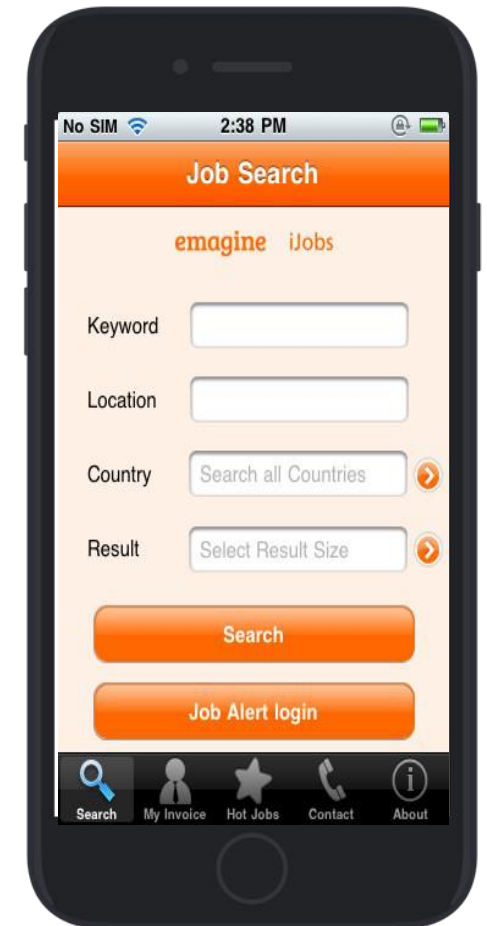 No SIM 2:38 PM
Job Search
emagine iJobs
Keyword
Location
Country Search all Countries
Result Select Result Size
Search
Job Alert login
Search My Invoice Hot Jobs Contact About